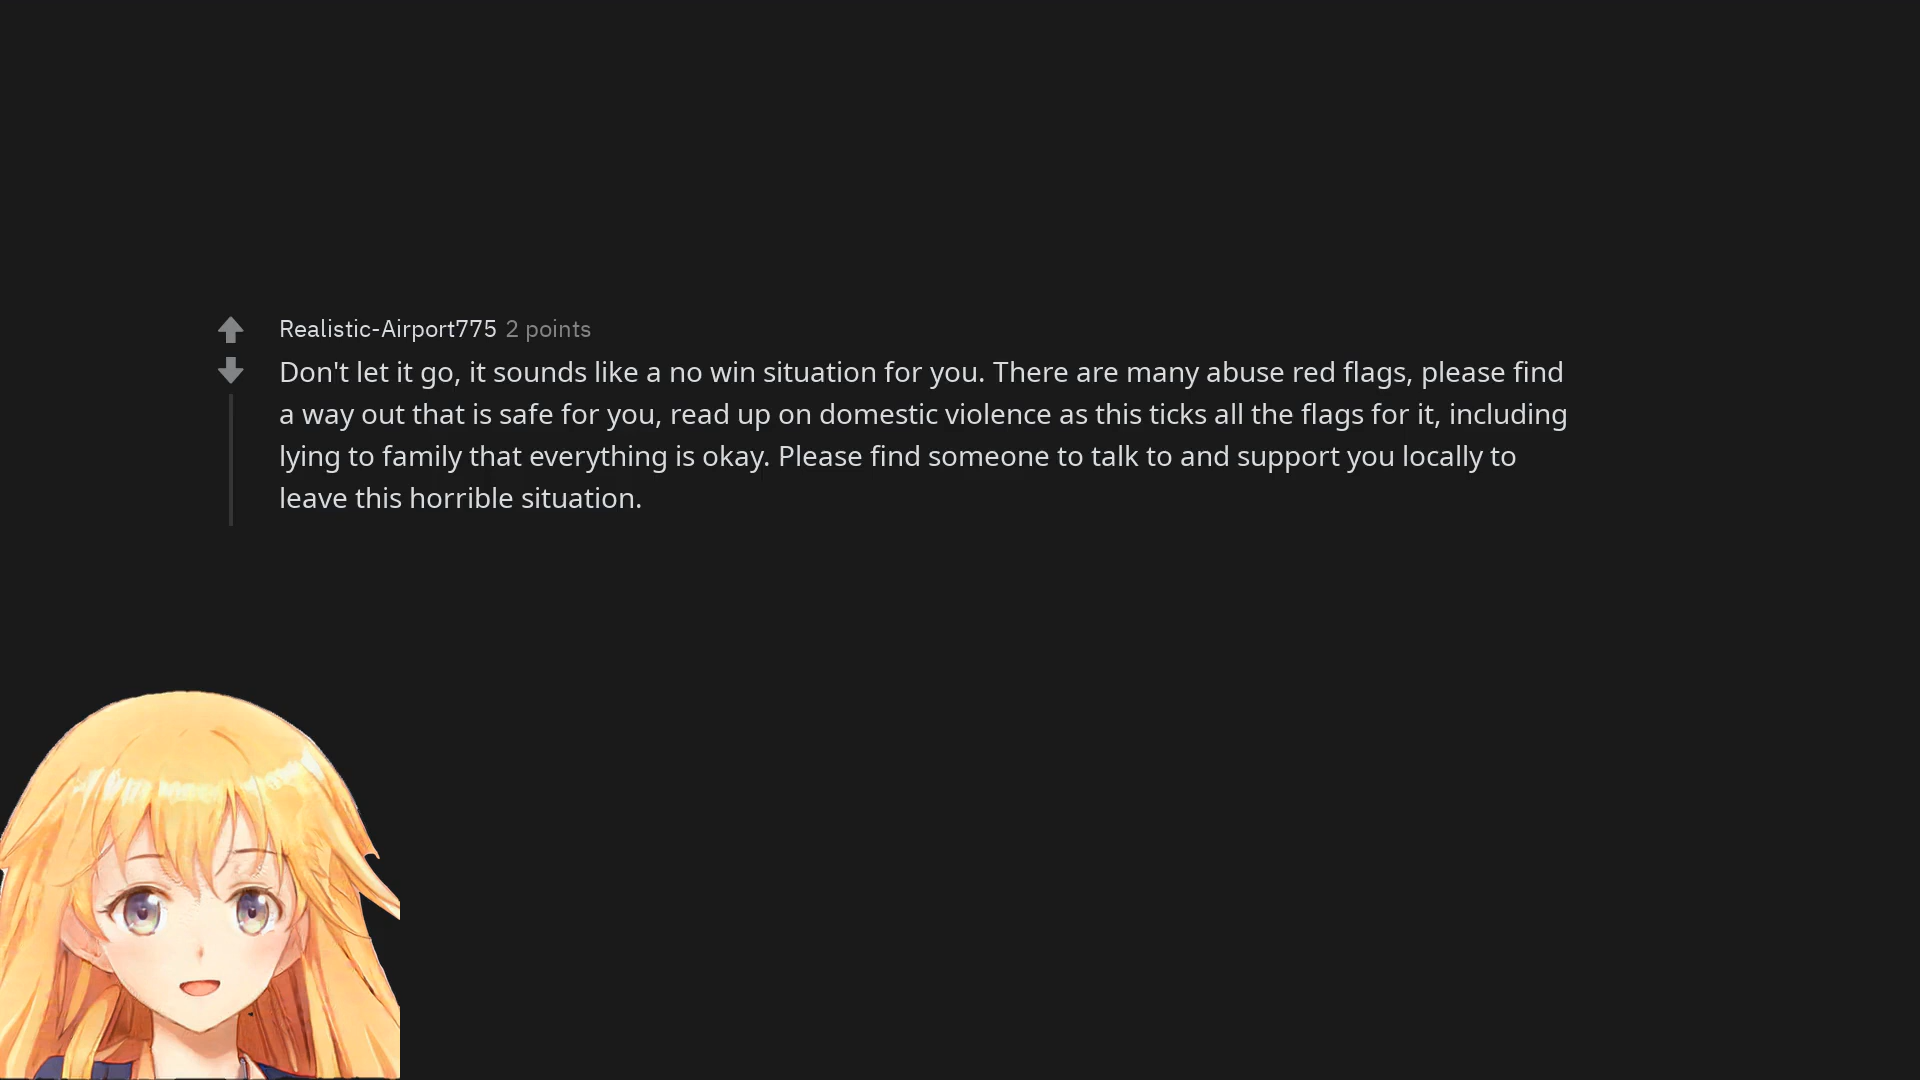 Realistic-Airport775 2 points
Don't let it go, it sounds like a no win situation for you. There are many abuse red flags, please find
a way out that is safe for you, read up on domestic violence as this ticks all the flags for it, including
lying to family that everything is okay. Please find someone to talk to and support you locally to
leave this horrible situation.